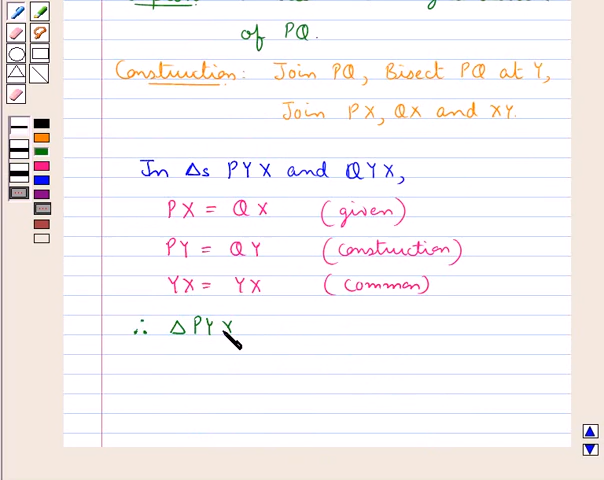 of PQ.
Construction: Join PQ, Bisect PQ at Y,
Join PX, QX and XY.
In Δs PYX and QYX,
PX = QX (given)
PY = QY (construction)
YX = YX (common)
∴ Δ PYX